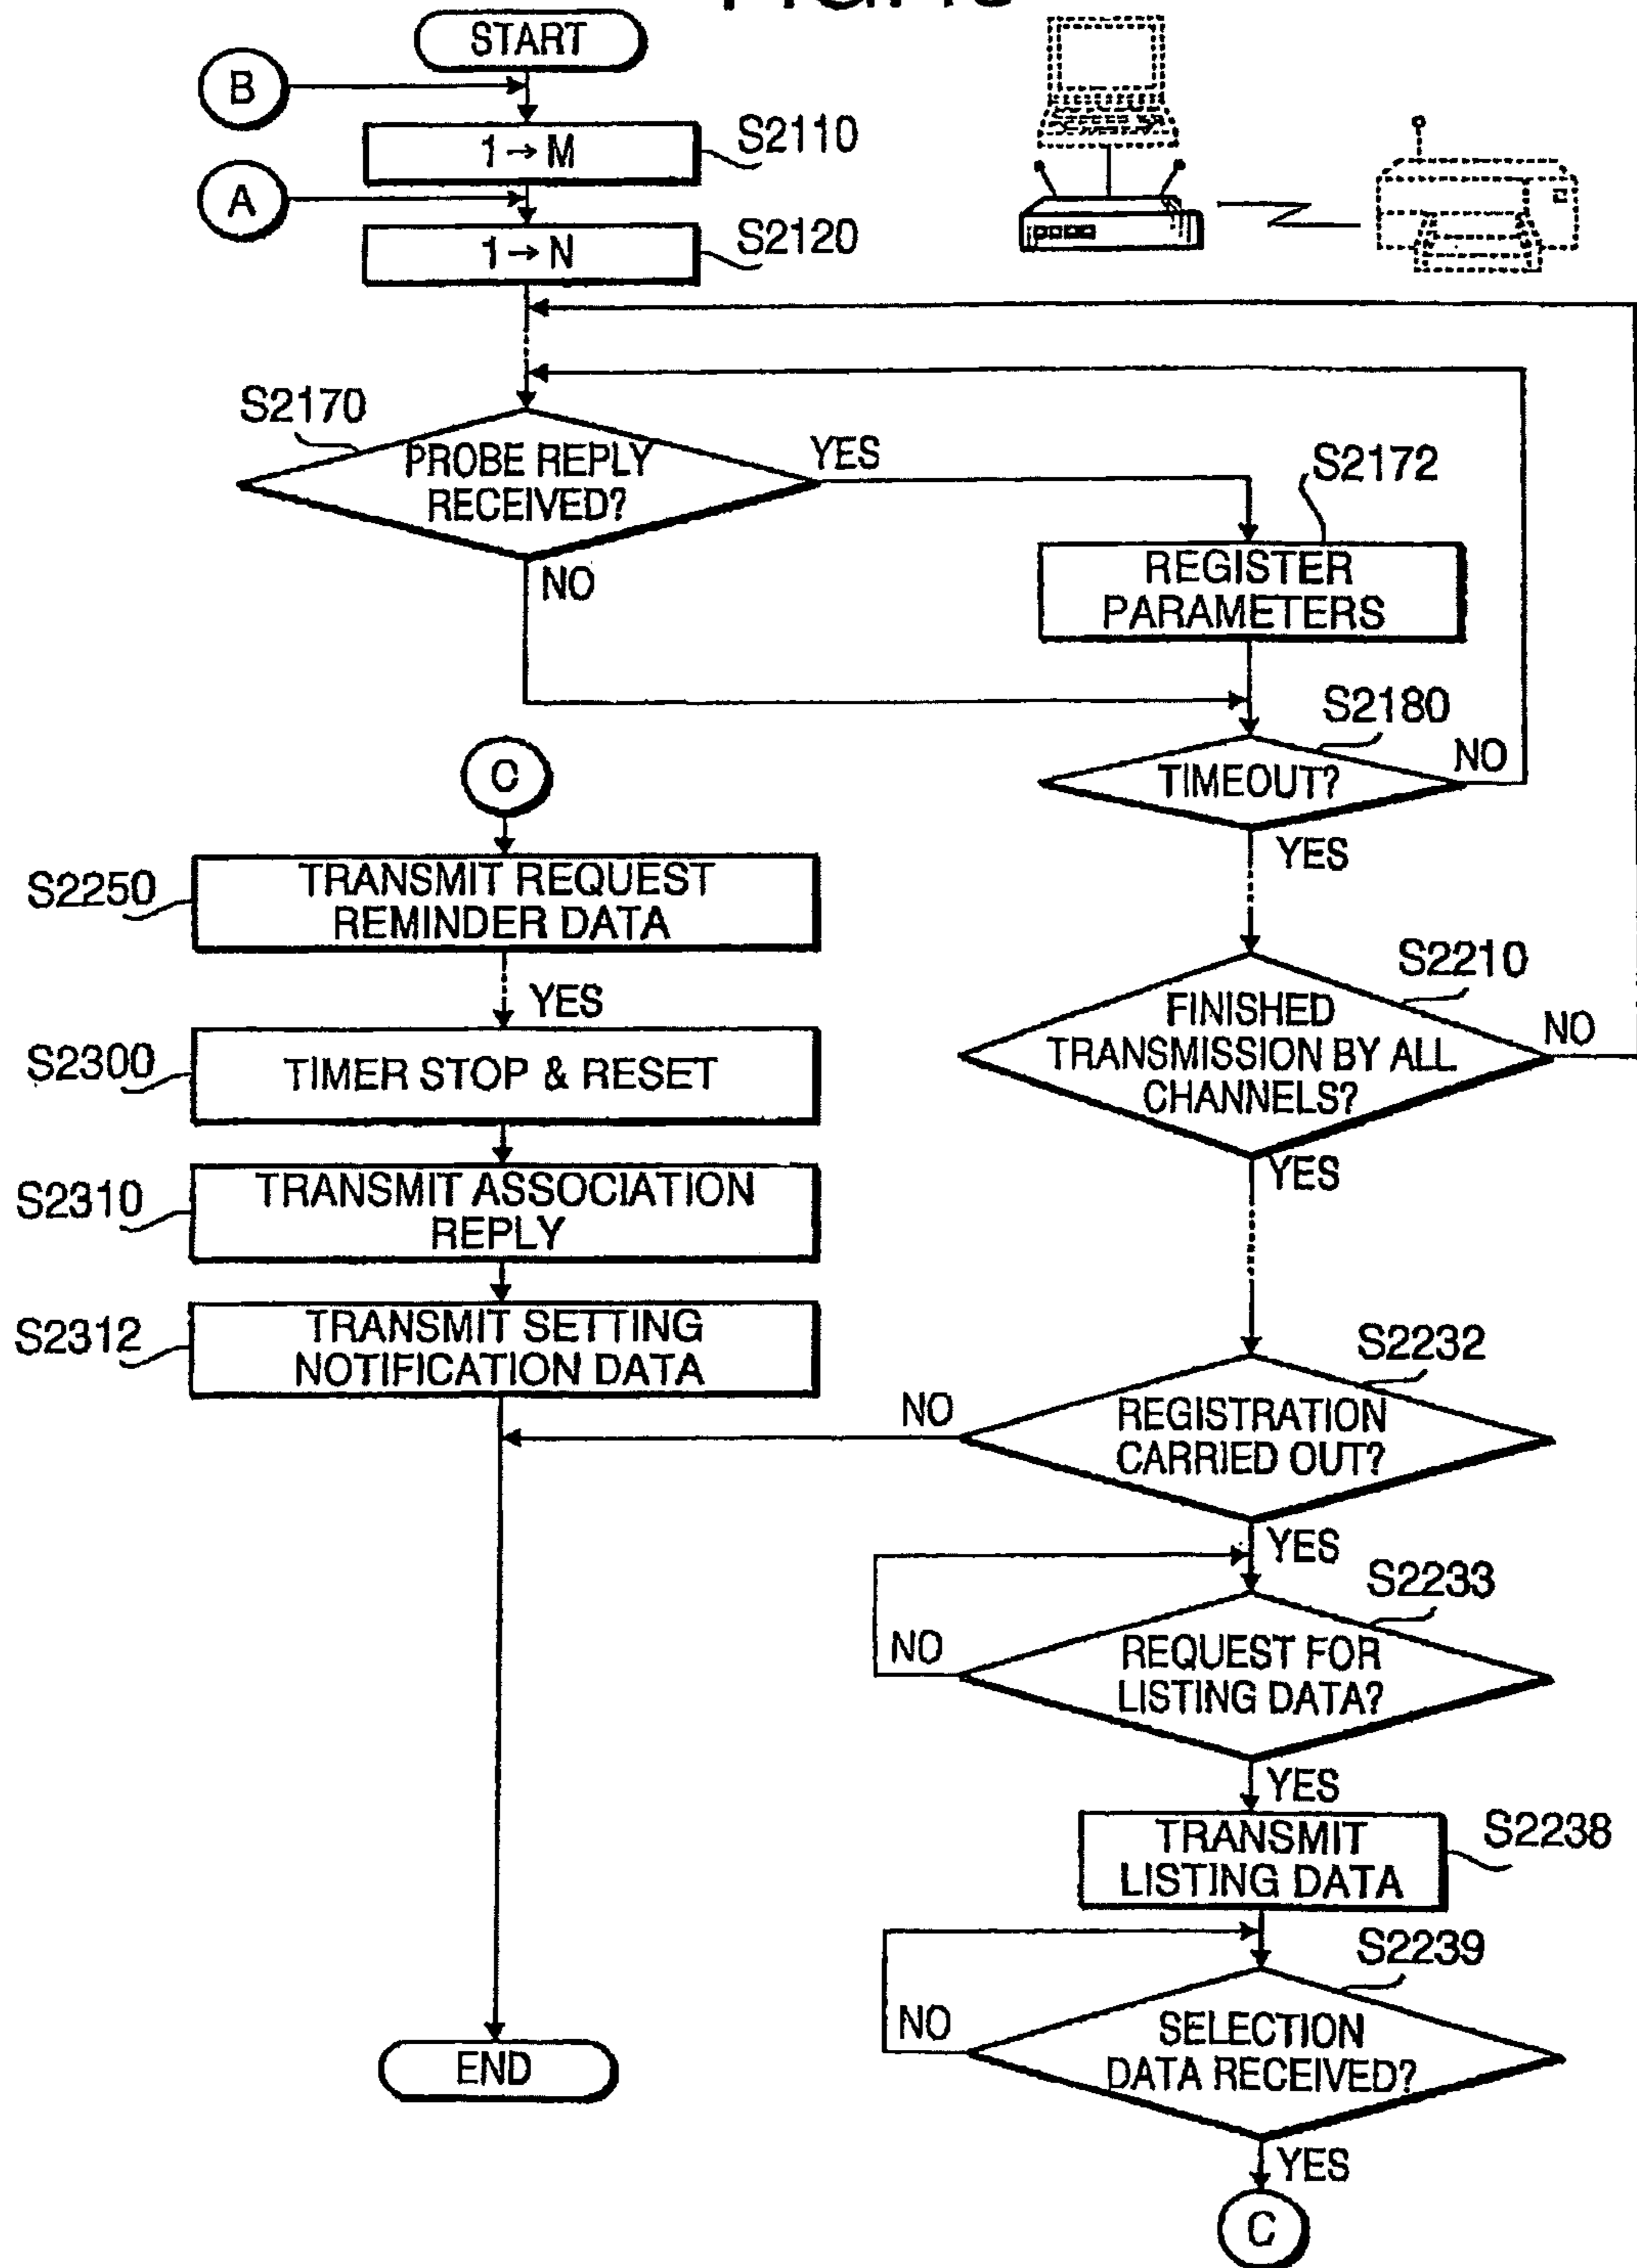 START
B
1→M
S2110
A
1→N
S2120
S2170
PROBE REPLY
RECEIVED?
YES
NO
S2172
REGISTER
PARAMETERS
S2180
TIMEOUT?
NO
YES
C
S2250
TRANSMIT REQUEST
REMINDER DATA
YES
S2300
TIMER STOP & RESET
S2310
TRANSMIT ASSOCIATION
REPLY
S2312
TRANSMIT SETTING
NOTIFICATION DATA
S2210
FINISHED
TRANSMISSION BY ALL
CHANNELS?
NO
YES
S2232
REGISTRATION
CARRIED OUT?
NO
YES
S2233
REQUEST FOR
LISTING DATA?
NO
YES
S2238
TRANSMIT
LISTING DATA
S2239
SELECTION
DATA RECEIVED?
NO
YES
C
END